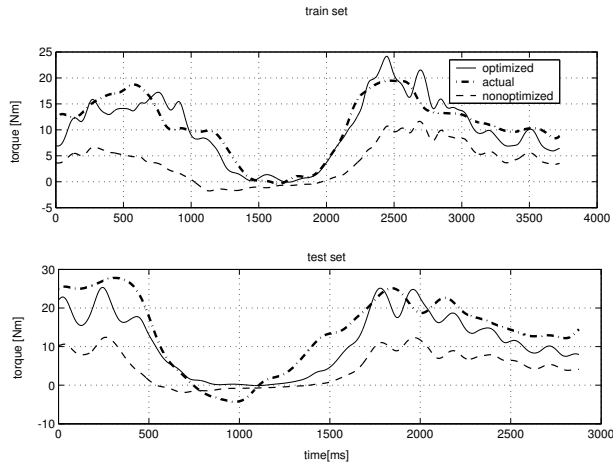 train set
25
20
15
10
5
0
-5
torque [Nm]
optimized
actual
nonoptimized
0 500 1000 1500 2000 2500 3000 3500 4000
test set
30
20
10
0
-10
torque [Nm]
0 500 1000 1500 2000 2500 3000
time[ms]